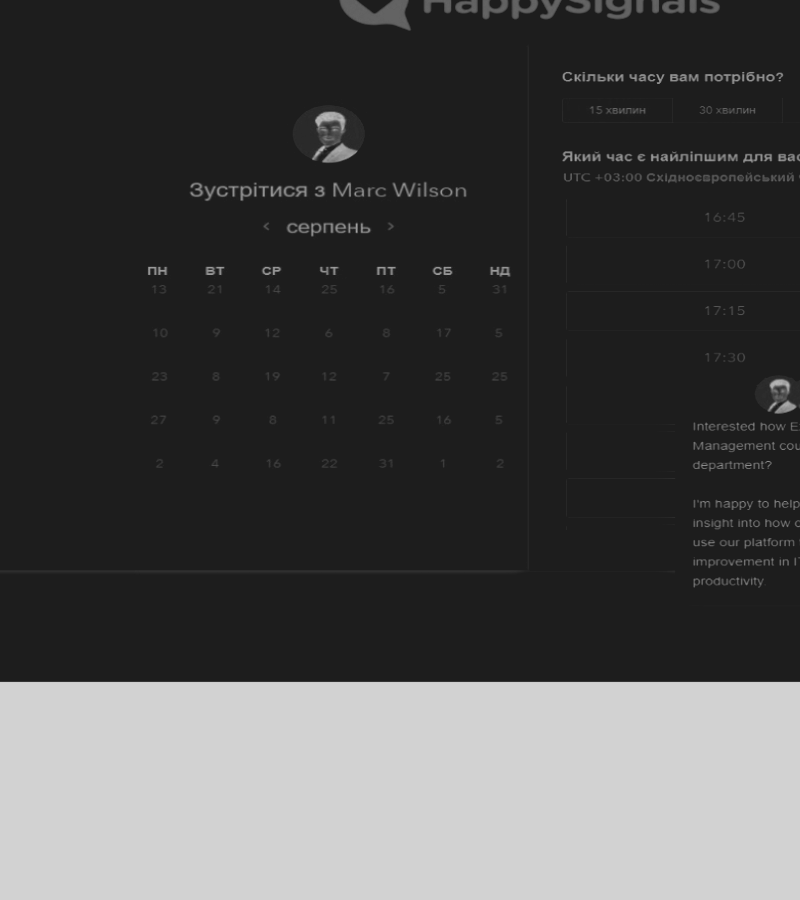 HappySignals
Зустрітися з Marc Wilson
серпень
ПН ВТ СР ЧТ ПТ СБ НД
13 21 14 25 16 5 31
10 9 12 6 8 17 5
23 8 19 12 7 25 25
27 9 8 11 25 16 5
2 4 16 22 31 1 2
Скільки часу вам потрібно?
15 хвилин 30 хвилин
Який час є найліпшим для вас
UTC +03:00 Східноєвропейський
16:45
17:00
17:15
17:30
Interested how E
Management cou
department?
I'm happy to help
insight into how o
use our platform
improvement in IT
productivity.